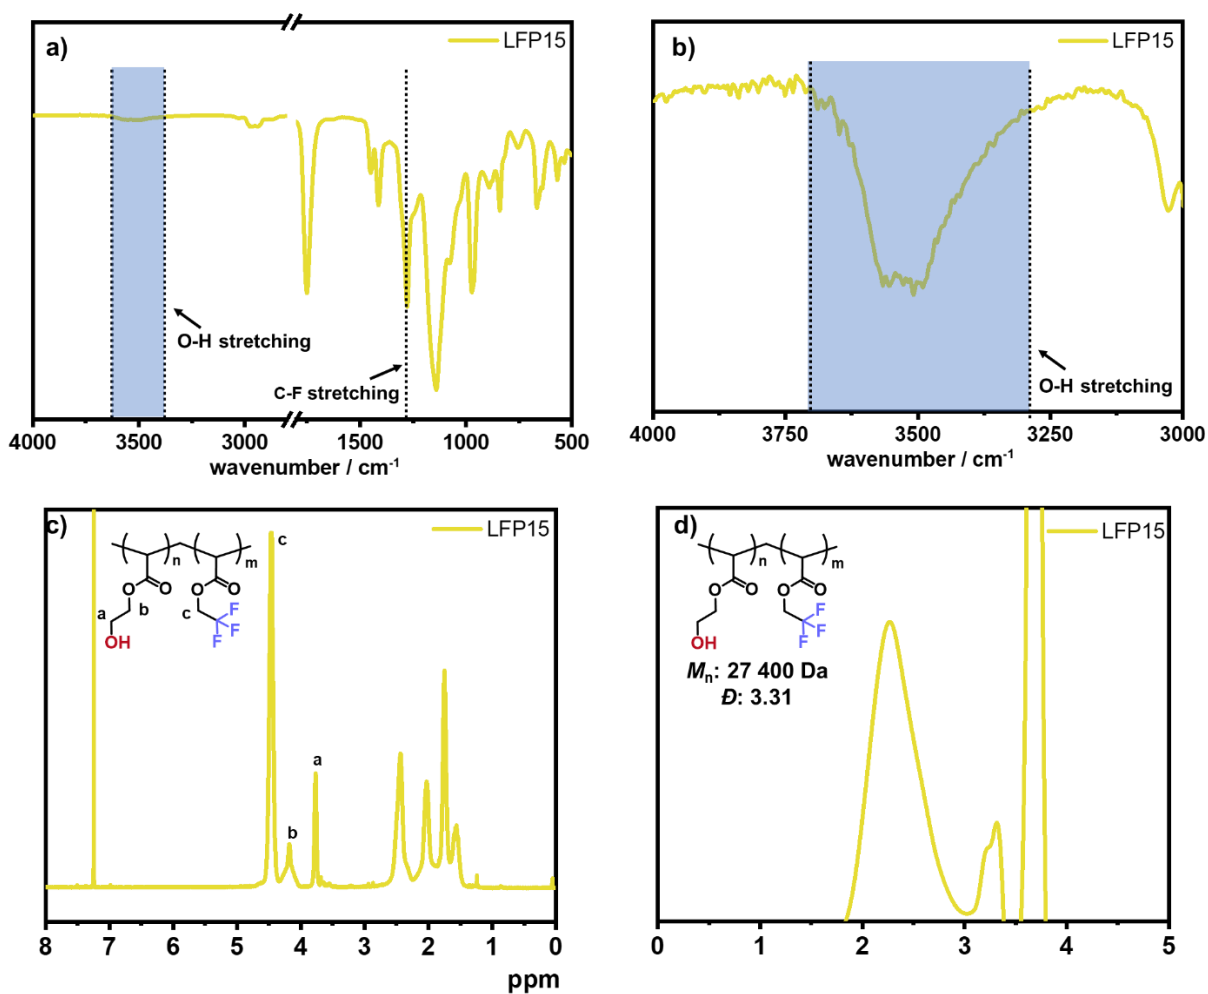 a)
LFP15
O-H stretching
C-F stretching
4000 3500 3000 1500 1000 500
wavenumber / cm⁻¹
b)
LFP15
O-H stretching
4000 3750 3500 3250 3000
wavenumber / cm⁻¹
c)
LFP15
c
n m
O O O O
a b c
F
F
F
OH
a
b
8 7 6 5 4 3 2 1 0
ppm
d)
LFP15
n m
O O O O
F
F
F
OH
Mₙ: 27 400 Da
Đ: 3.31
0 1 2 3 4 5